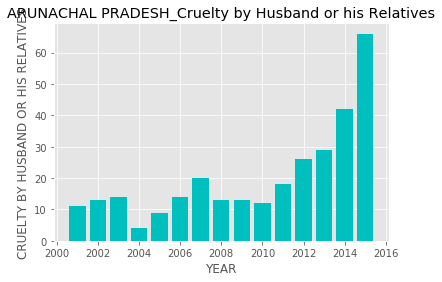 ARUNACHAL PRADESH_Cruelty by Husband or his Relatives
CRUELTY BY HUSBAND OR HIS RELATIVES
60
50
40
30
20
10
0
2000 2002 2004 2006 2008 2010 2012 2014 2016
YEAR